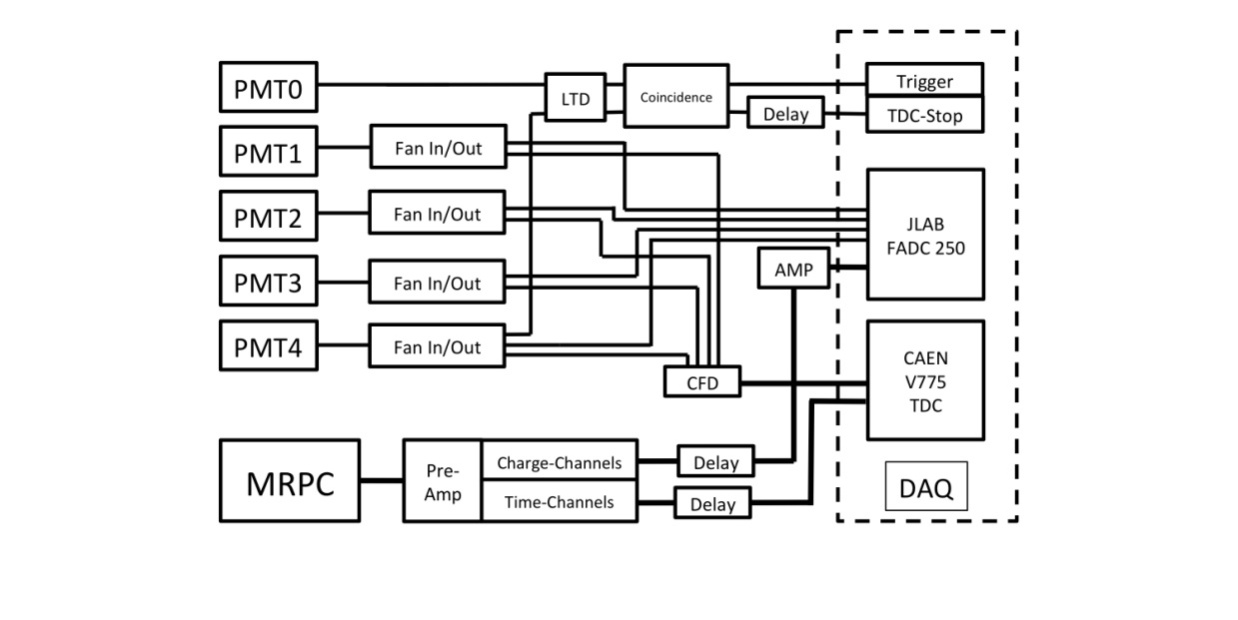 PMT0
LTD
Coincidence
Delay
Trigger
TDC-Stop
PMT1
Fan In/Out
PMT2
Fan In/Out
JLAB
FADC 250
PMT3
Fan In/Out
AMP
PMT4
Fan In/Out
CFD
CAEN
V775
TDC
MRPC
Pre-
Amp
Charge-Channels
Delay
Time-Channels
Delay
DAQ